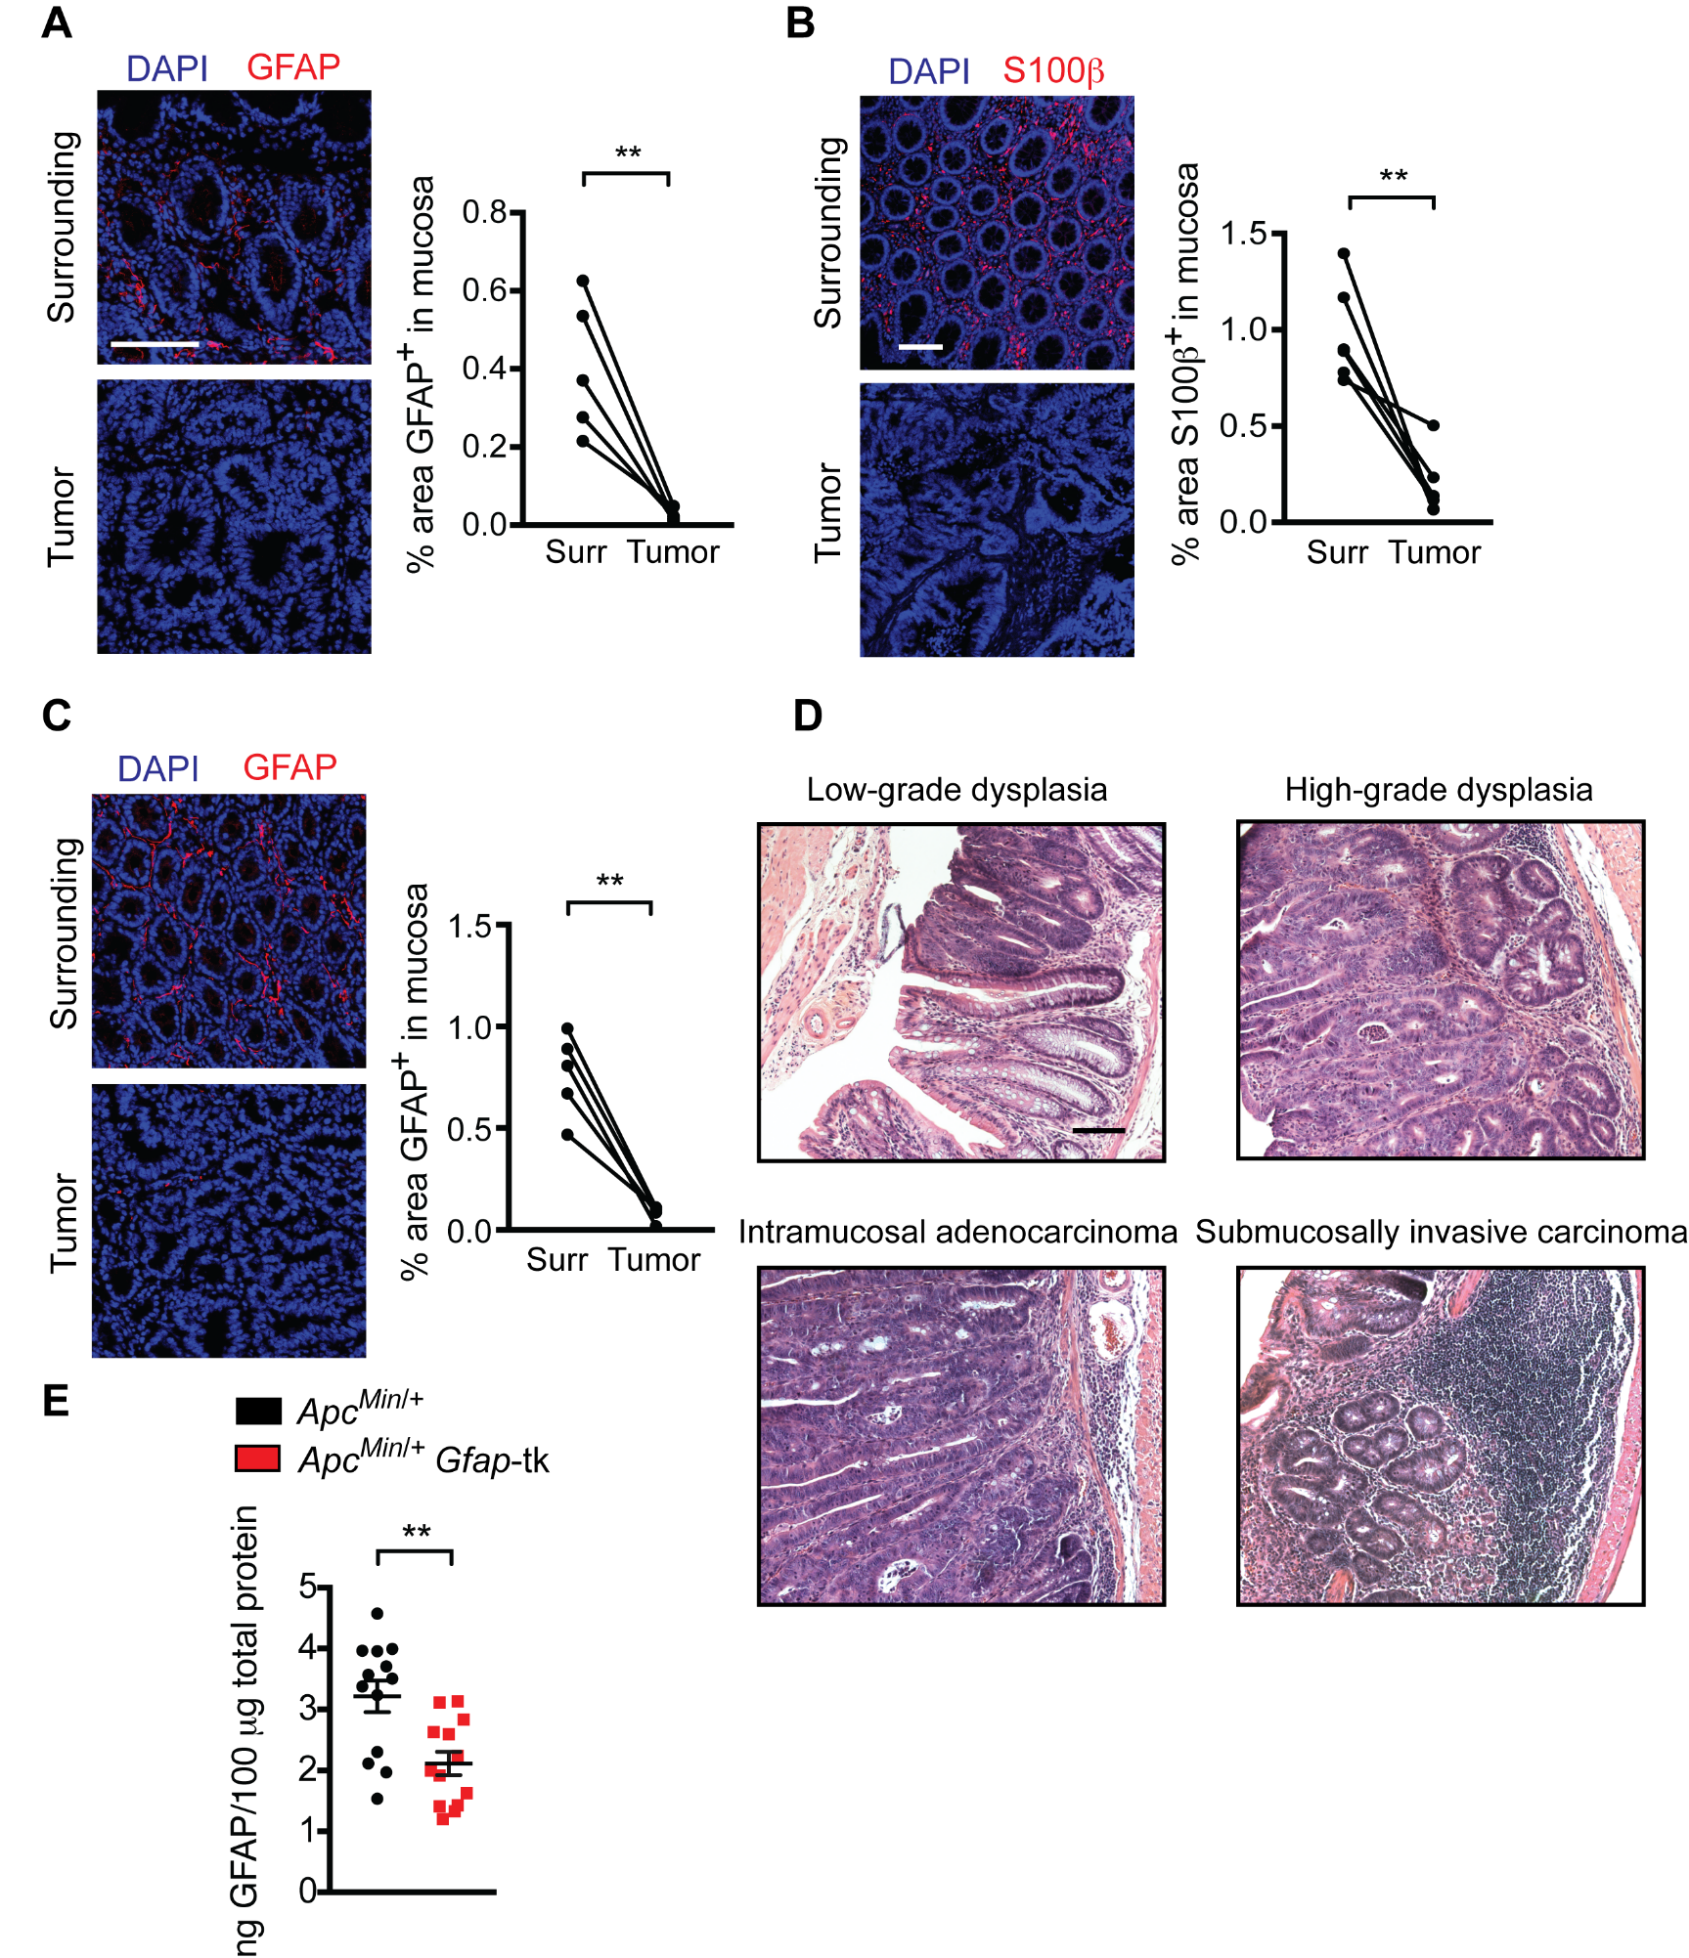 A
DAPI GFAP
Surrounding
Tumor
% area GFAP+ in mucosa
0.8
0.6
0.4
0.2
0.0
**
Surr Tumor
B
DAPI S100β
Surrounding
Tumor
% area S100β+ in mucosa
1.5
1.0
0.5
0.0
**
Surr Tumor
C
DAPI GFAP
Surrounding
Tumor
% area GFAP+ in mucosa
1.5
1.0
0.5
0.0
**
Surr Tumor
D
Low-grade dysplasia
High-grade dysplasia
Intramucosal adenocarcinoma
Submucosally invasive carcinoma
E
ApcMin/+
ApcMin/+ Gfap-tk
ng GFAP/100 µg total protein
**
5
4
3
2
1
0